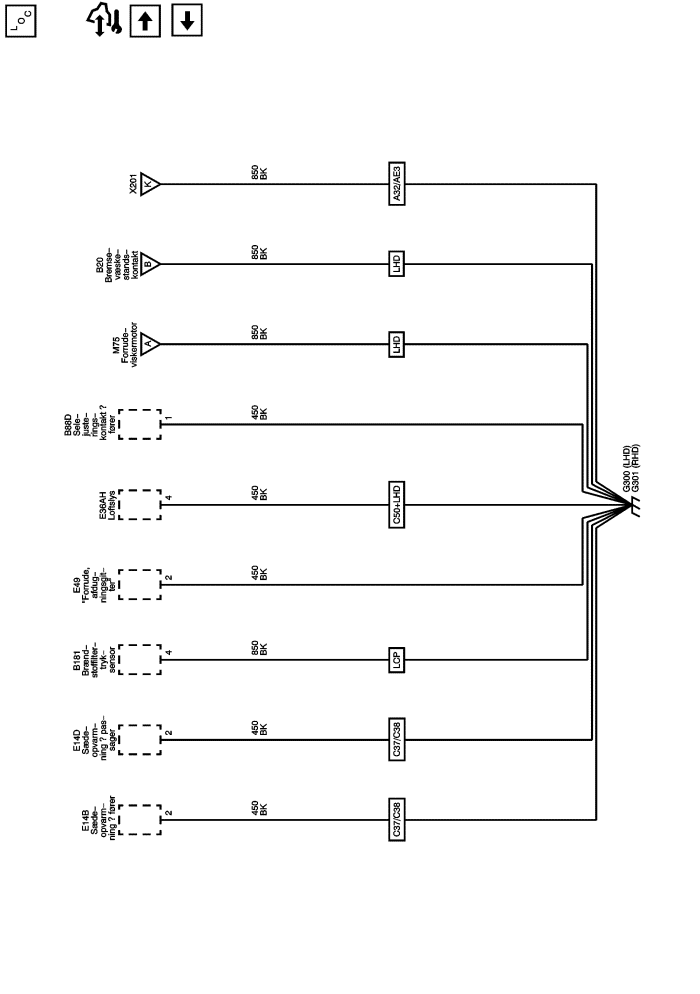 LOC
X201
K
850
BK
A32/AE3
B20
Bremse–
væske–
stands–
kontakt
B
850
BK
LHD
M75
Forrude–
viskermotor
A
850
BK
LHD
B88D
Sele–
juste–
rings–
kontakt ?
fører
1
450
BK
E36AH
Loftslys
4
450
BK
C50+LHD
G300 (LHD)
G301 (RHD)
E49
"Forrude,
afdug–
ningsgit–
ter"
2
450
BK
B181
Brænd–
stoffilter–
tryk–
sensor
4
850
BK
LCP
E14D
Sæde–
opvarm–
ning ? pas–
sager
2
450
BK
C37/C38
E14B
Sæde–
opvarm–
ning ? fører
2
450
BK
C37/C38